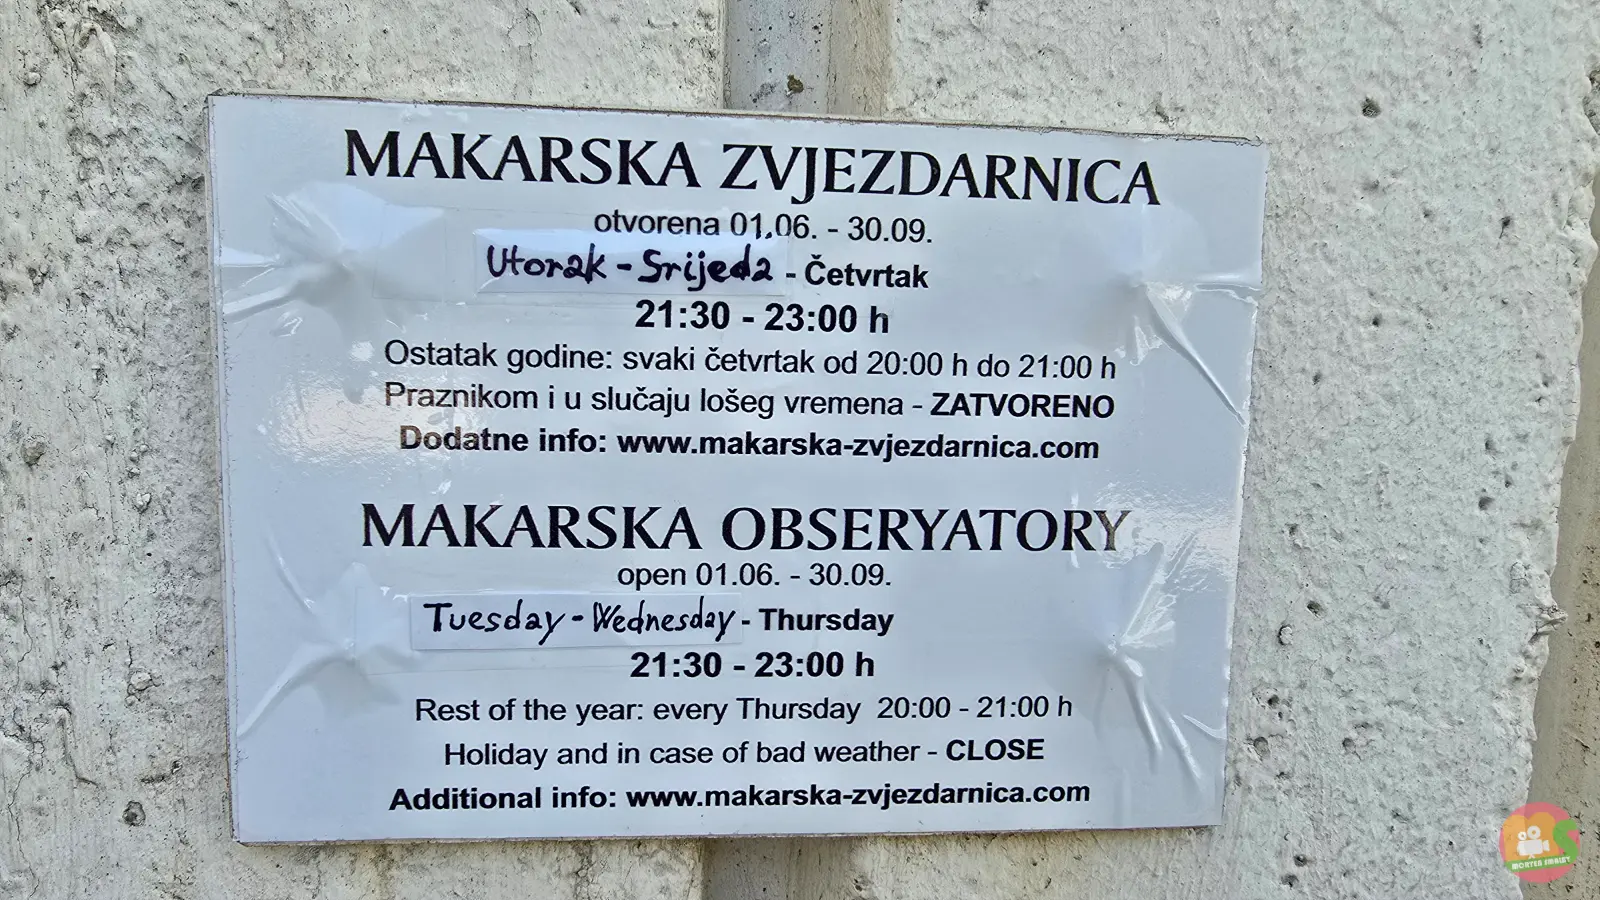 MAKARSKA ZVJEZDARNICA
otvorena 01.06. - 30.09.
Utorak - Srijeda - Četvrtak
21:30 - 23:00 h
Ostatak godine: svaki četvrtak od 20:00 h do 21:00 h
Praznikom i u slučaju lošeg vremena - ZATVORENO
Dodatne info: www.makarska-zvjezdarnica.com
MAKARSKA OBSERYATORY
open 01.06. - 30.09.
Tuesday - Wednesday - Thursday
21:30 - 23:00 h
Rest of the year: every Thursday 20:00 - 21:00 h
Holiday and in case of bad weather - CLOSE
Additional info: www.makarska-zvjezdarnica.com
MS